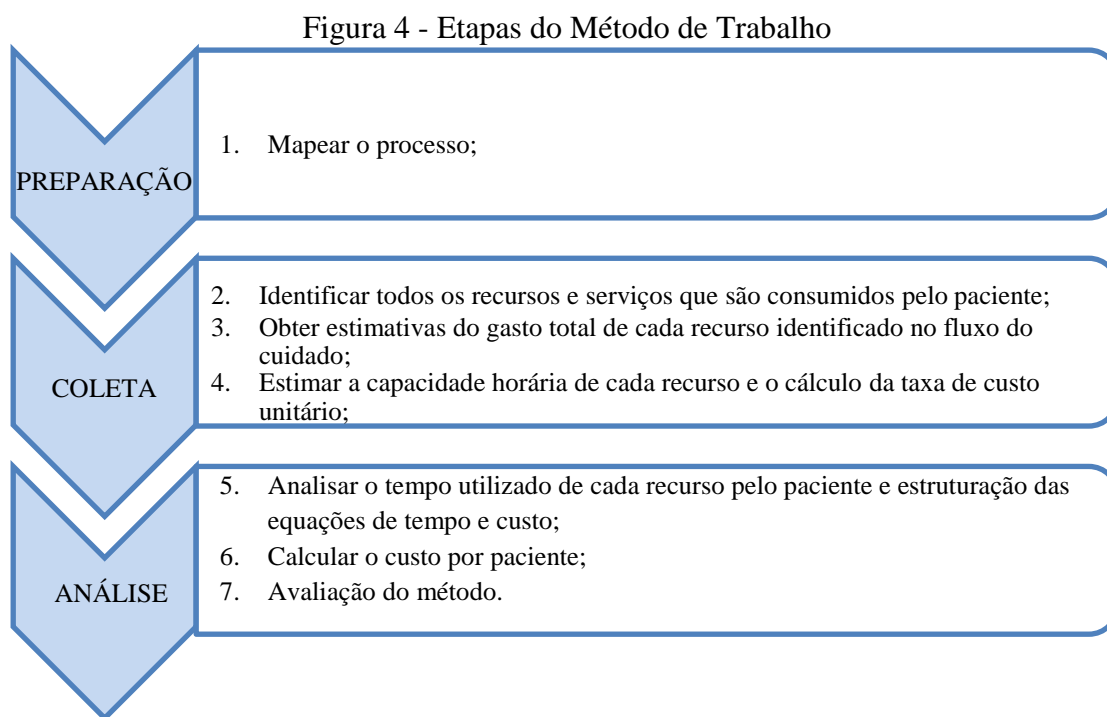 Figura 4 - Etapas do Método de Trabalho
PREPARAÇÃO
1. Mapear o processo;
COLETA
2. Identificar todos os recursos e serviços que são consumidos pelo paciente;
3. Obter estimativas do gasto total de cada recurso identificado no fluxo do
cuidado;
4. Estimar a capacidade horária de cada recurso e o cálculo da taxa de custo
unitário;
ANÁLISE
5. Analisar o tempo utilizado de cada recurso pelo paciente e estruturação das
equações de tempo e custo;
6. Calcular o custo por paciente;
7. Avaliação do método.